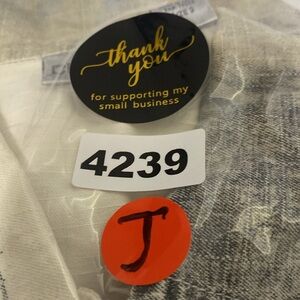 thank
you
for supporting my
small business
4239
J